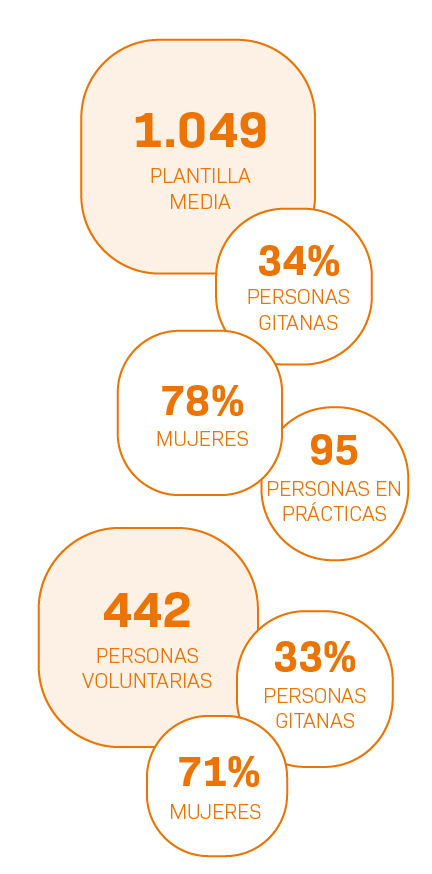 1.049
PLANTILLA
MEDIA
34%
PERSONAS
GITANAS
78%
MUJERES
95
PERSONAS EN
PRÁCTICAS
442
PERSONAS
VOLUNTARIAS
33%
PERSONAS
GITANAS
71%
MUJERES